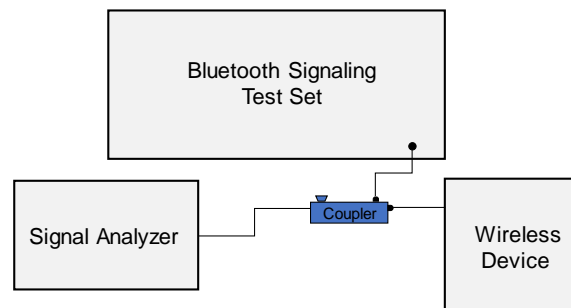 Bluetooth Signaling
Test Set
Signal Analyzer
Coupler
Wireless
Device